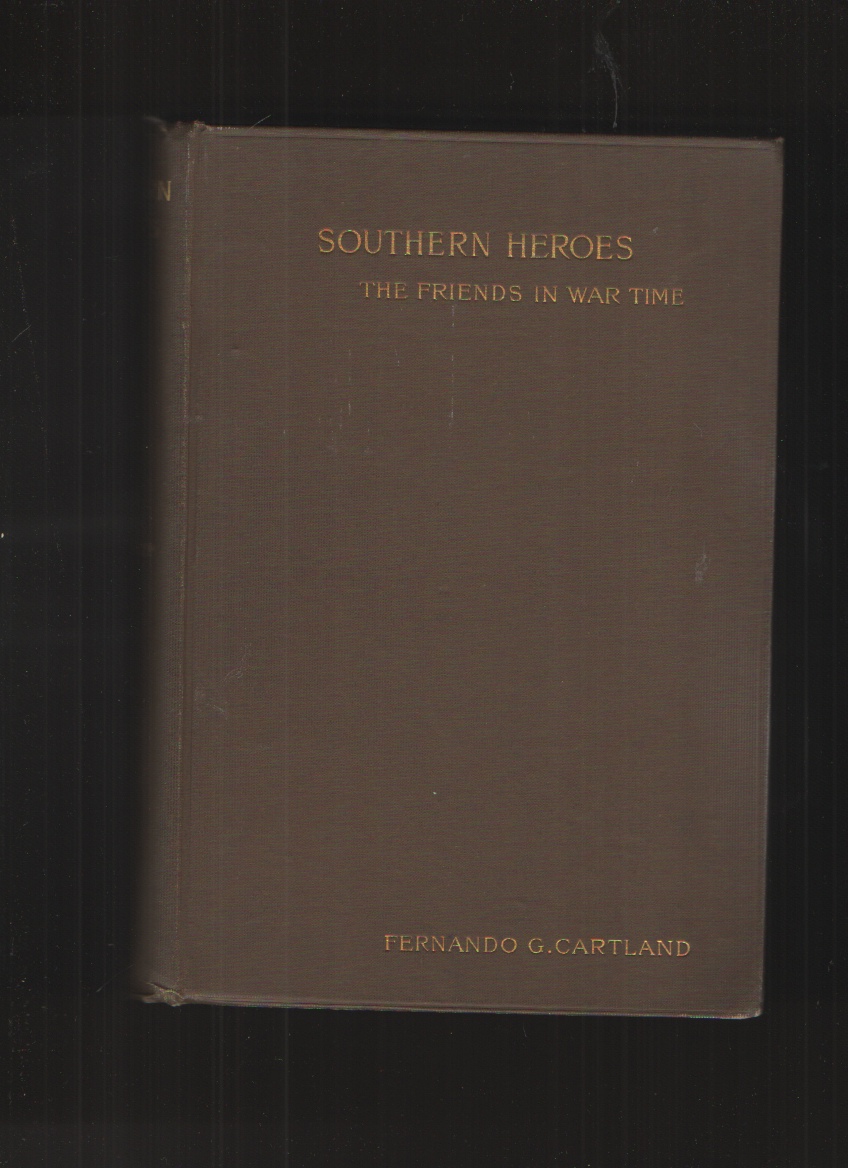 SOUTHERN HEROES
THE FRIENDS IN WAR TIME
FERNANDO G. CARTLAND